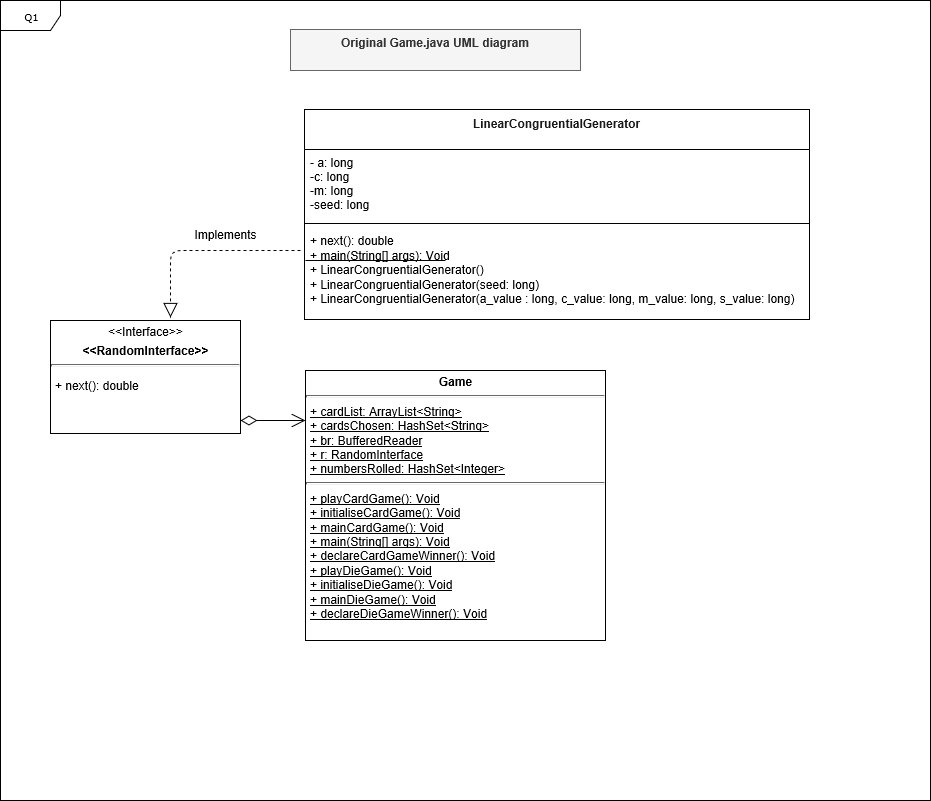 Q1
Original Game.java UML diagram
LinearCongruentialGenerator
- a: long
-c: long
-m: long
-seed: long
+ next(): double
+ main(String[] args): Void
+ LinearCongruentialGenerator()
+ LinearCongruentialGenerator(seed: long)
+ LinearCongruentialGenerator(a_value : long, c_value: long, m_value: long, s_value: long)
Implements
<<Interface>>
<<RandomInterface>>
+ next(): double
Game
+ cardList: ArrayList<String>
+ cardsChosen: HashSet<String>
+ br: BufferedReader
+ r: RandomInterface
+ numbersRolled: HashSet<Integer>
+ playCardGame(): Void
+ initialiseCardGame(): Void
+ mainCardGame(): Void
+ main(String[] args): Void
+ declareCardGameWinner(): Void
+ playDieGame(): Void
+ initialiseDieGame(): Void
+ mainDieGame(): Void
+ declareDieGameWinner(): Void